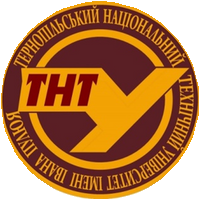 ТЕРНОПІЛЬСЬКИЙ НАЦІОНАЛЬНИЙ ТЕХНІЧНИЙ УНІВЕРСИТЕТ ІМЕНІ ІВАНА ПУЛЮЯ
ТНТУ